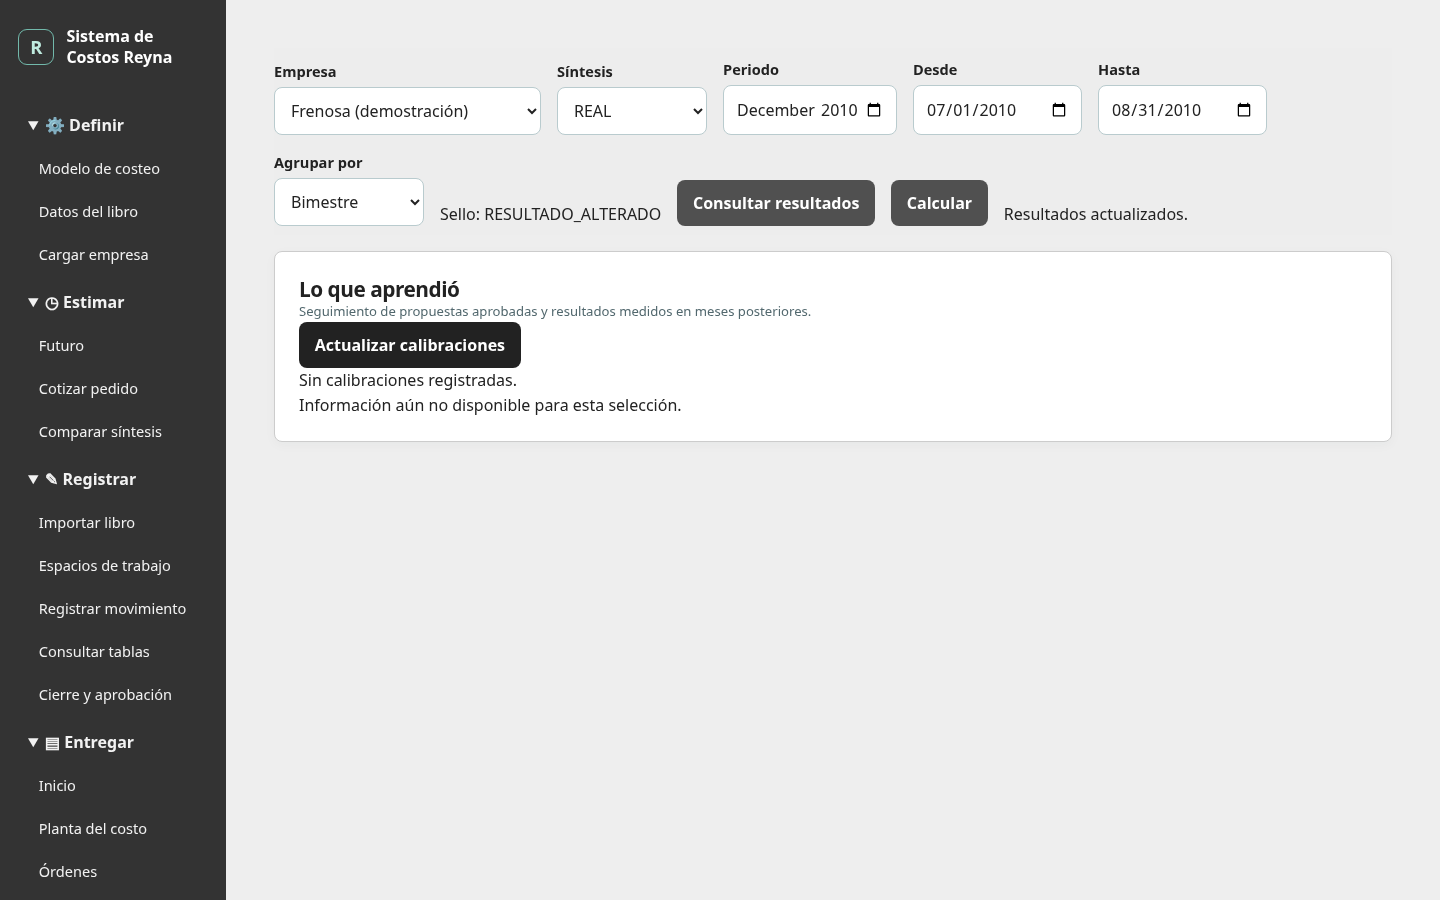 R
Sistema de
Costos Reyna
⚙️ Definir
Modelo de costeo
Datos del libro
Cargar empresa
Estimar
Futuro
Cotizar pedido
Comparar síntesis
Registrar
Importar libro
Espacios de trabajo
Registrar movimiento
Consultar tablas
Cierre y aprobación
Entregar
Inicio
Planta del costo
Órdenes
Empresa
Frenosa (demostración)
Síntesis
REAL
Periodo
December 2010
Desde
07/01/2010
Hasta
08/31/2010
Agrupar por
Bimestre
Sello: RESULTADO_ALTERADO
Consultar resultados
Calcular
Resultados actualizados.
Lo que aprendió
Seguimiento de propuestas aprobadas y resultados medidos en meses posteriores.
Actualizar calibraciones
Sin calibraciones registradas.
Información aún no disponible para esta selección.